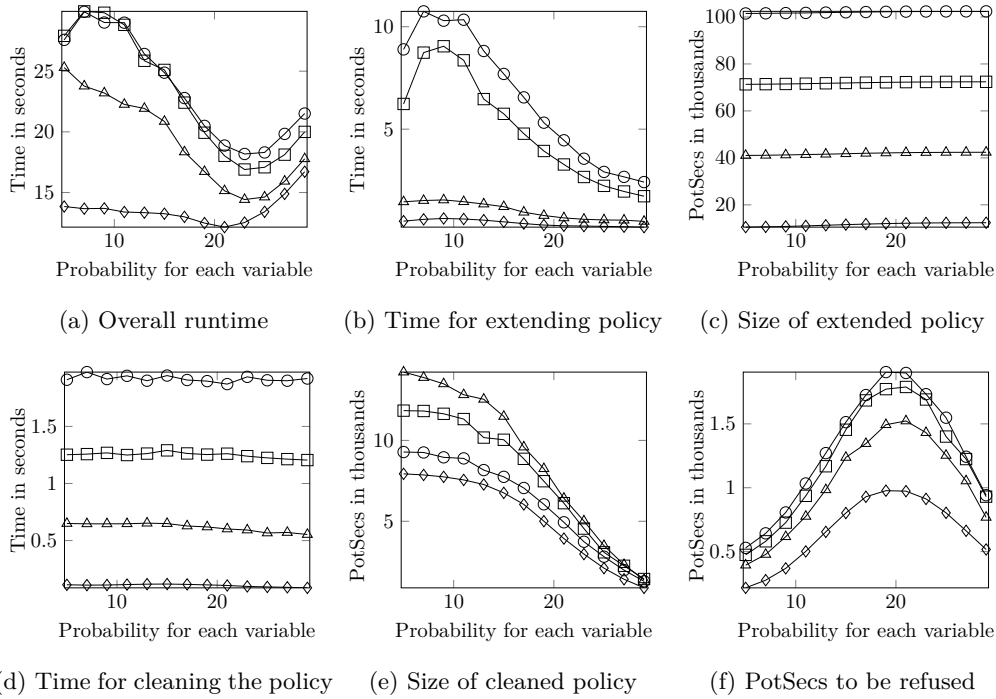 25
20
15
10 20
Time in seconds
Probability for each variable
(a) Overall runtime
10
5
10 20
Time in seconds
Probability for each variable
(b) Time for extending policy
100
80
60
40
20
20
PotSecs in thousands
Probability for each variable
(c) Size of extended policy
1.5
1
0.5
10 20
Time in seconds
Probability for each variable
(d) Time for cleaning the policy
10
5
10 20
PotSecs in thousands
Probability for each variable
(e) Size of cleaned policy
1.5
1
0.5
10 20
PotSecs in thousands
Probability for each variable
(f) PotSecs to be refused